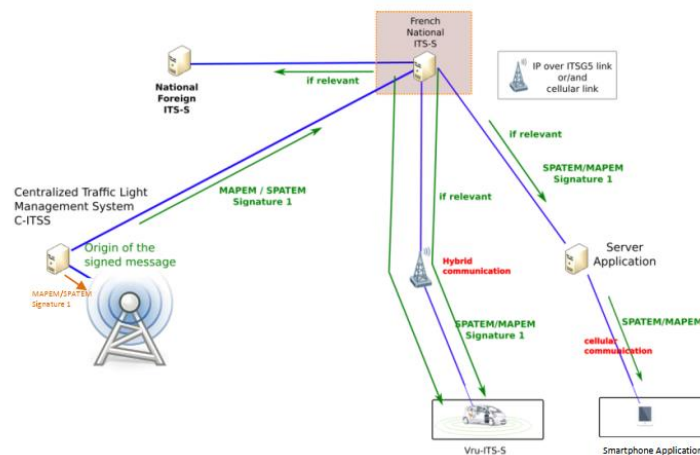 French
National
ITS-S
IP over ITSG5 link
or/and
cellular link
if relevant
National
Foreign
ITS-S
if relevant
SPATEM/MAPEM
Signature 1
MAPEM / SPATEM
Signature 1
if relevant
Centralized Traffic Light
Management System
C-ITSS
Origin of the
signed message
Server
Application
Hybrid
communication
MAPEM/SPATEM
Signature 1
SPATEM/MAPEM
Signature 1
SPATEM/MAPEM
cellular
communication
Vru-ITS-S
Smartphone Application